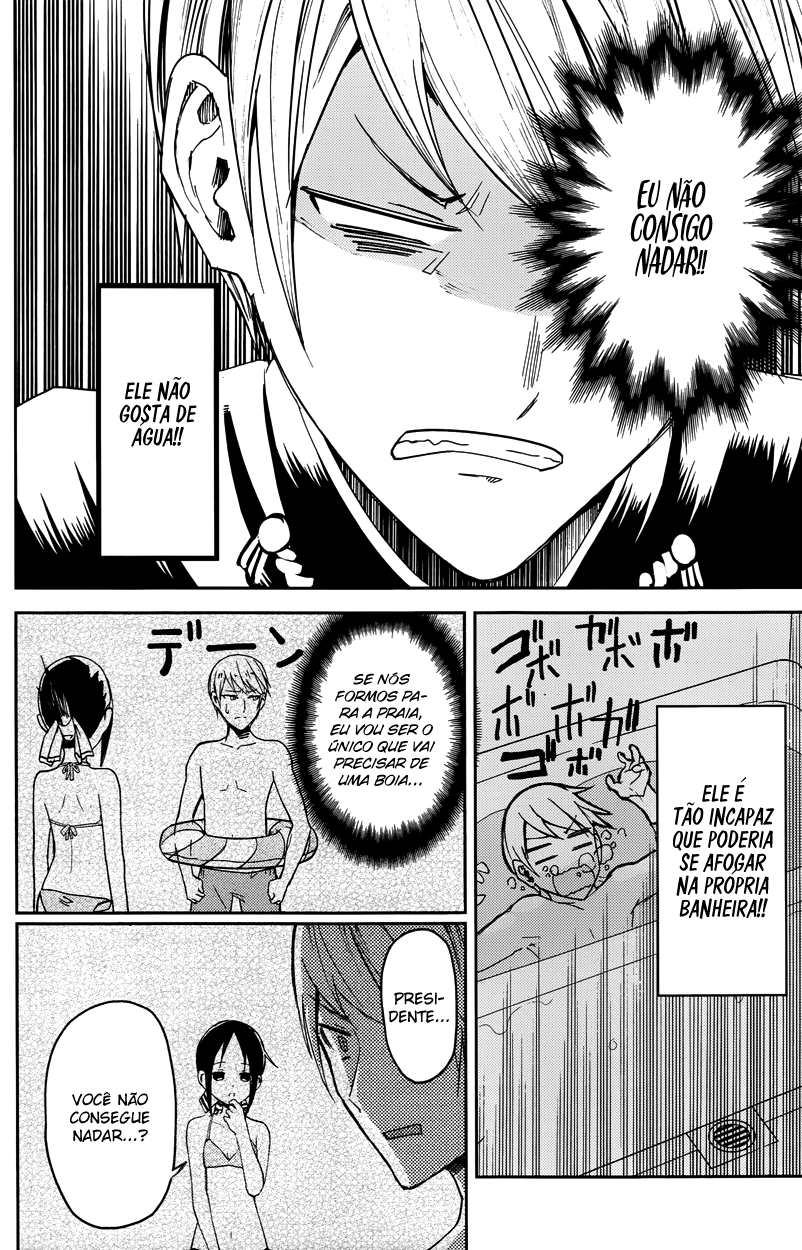 EU NÃO
CONSIGO
NADAR!!
ELE NÃO
GOSTA DE
ÁGUA!!
ゴボ
ガボボ
ボボガボ
ゴボ
ELE É
TÃO INCAPAZ
QUE PODERIA
SE AFOGAR
NA PROPRIA
BANHEIRA!!
SE NÓS
FORMOS PA-
RA A PRAIA,
EU VOU SER O
ÚNICO QUE VAI
PRECISAR DE
UMA BOIA...
デーン
PRESI-
DENTE...
VOCÊ NÃO
CONSEGUE
NADAR...?